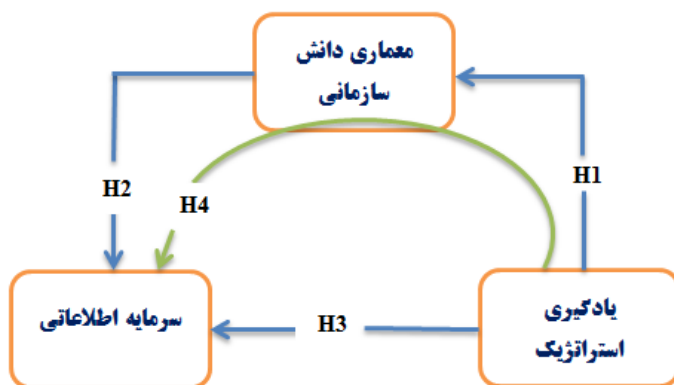 معماری دانش
سازمانی
H1
H2
H4
یادگیری
استراتژیک
سرمایه اطلاعاتی
H3